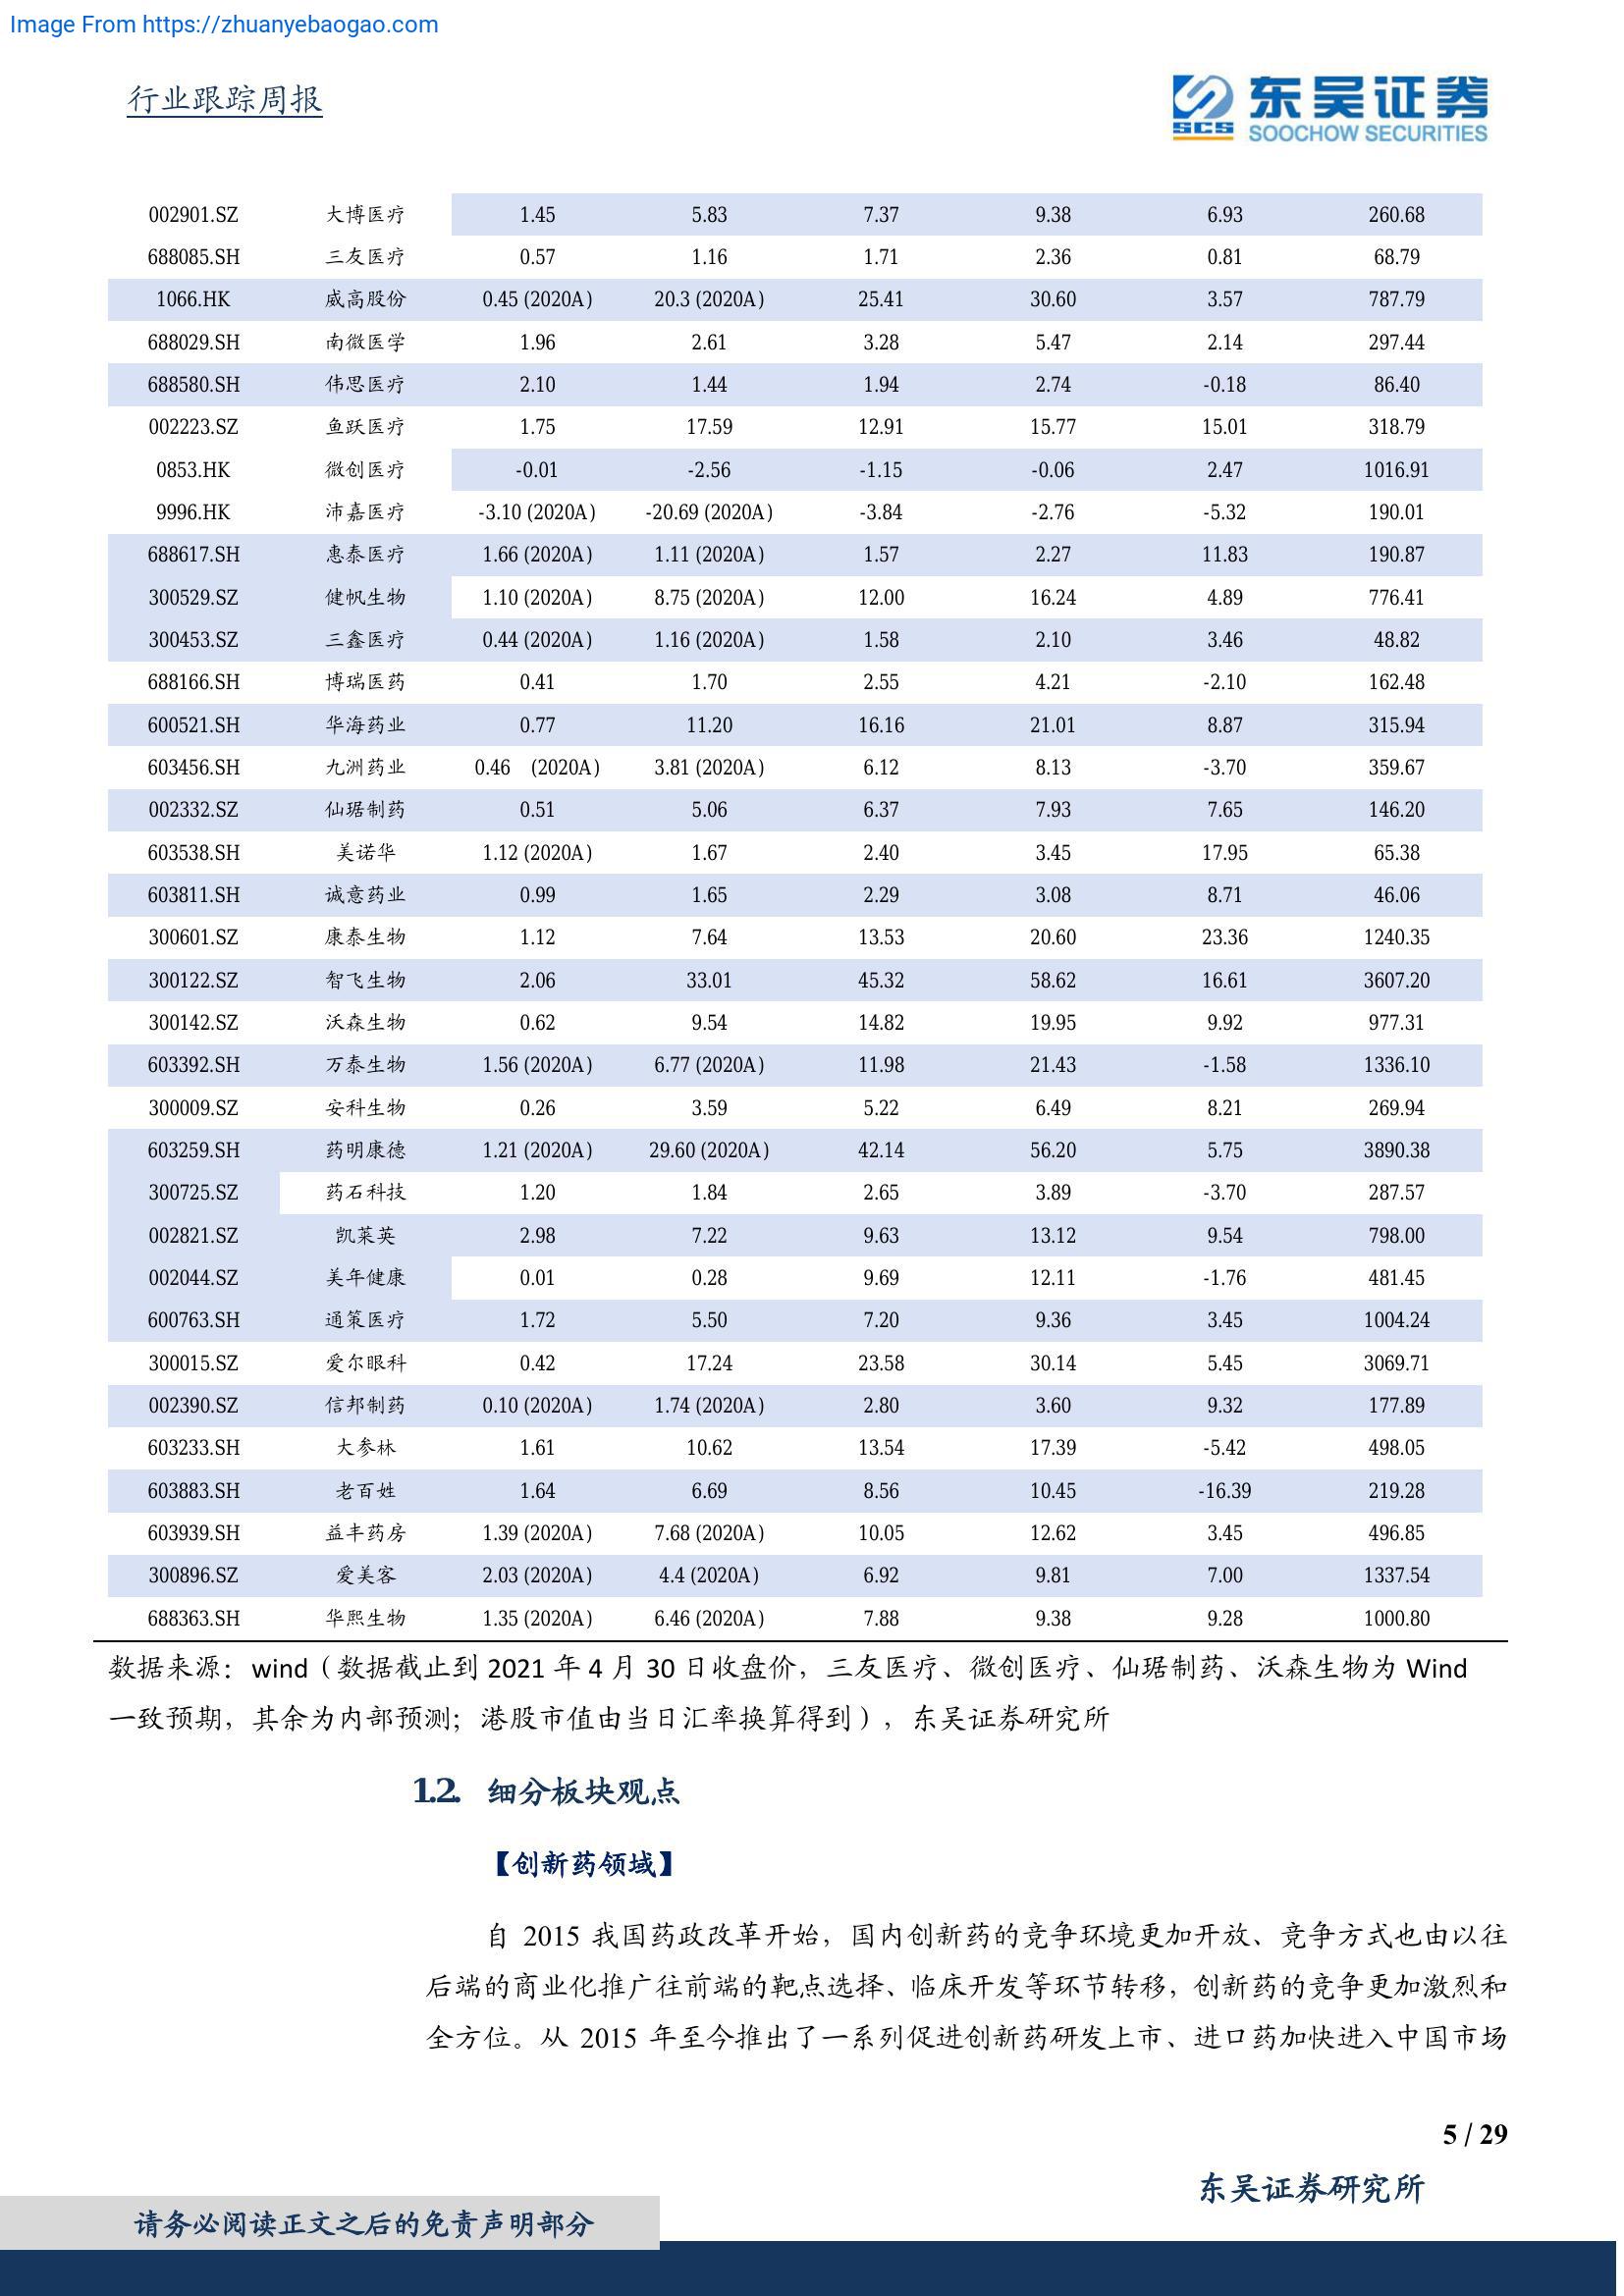 Image From https://zhuanyebaogao.com
行业跟踪周报
SCS 东吴证券
SOOCHOW SECURITIES
002901.SZ 大博医疗 1.45 5.83 7.37 9.38 6.93 260.68
688085.SH 三友医疗 0.57 1.16 1.71 2.36 0.81 68.79
1066.HK 威高股份 0.45 (2020A) 20.3 (2020A) 25.41 30.60 3.57 787.79
688029.SH 南微医学 1.96 2.61 3.28 5.47 2.14 297.44
688580.SH 伟思医疗 2.10 1.44 1.94 2.74 -0.18 86.40
002223.SZ 鱼跃医疗 1.75 17.59 12.91 15.77 15.01 318.79
0853.HK 微创医疗 -0.01 -2.56 -1.15 -0.06 2.47 1016.91
9996.HK 沛嘉医疗 -3.10 (2020A) -20.69 (2020A) -3.84 -2.76 -5.32 190.01
688617.SH 惠泰医疗 1.66 (2020A) 1.11 (2020A) 1.57 2.27 11.83 190.87
300529.SZ 健帆生物 1.10 (2020A) 8.75 (2020A) 12.00 16.24 4.89 776.41
300453.SZ 三鑫医疗 0.44 (2020A) 1.16 (2020A) 1.58 2.10 3.46 48.82
688166.SH 博瑞医药 0.41 1.70 2.55 4.21 -2.10 162.48
600521.SH 华海药业 0.77 11.20 16.16 21.01 8.87 315.94
603456.SH 九洲药业 0.46 (2020A) 3.81 (2020A) 6.12 8.13 -3.70 359.67
002332.SZ 仙琚制药 0.51 5.06 6.37 7.93 7.65 146.20
603538.SH 美诺华 1.12 (2020A) 1.67 2.40 3.45 17.95 65.38
603811.SH 诚意药业 0.99 1.65 2.29 3.08 8.71 46.06
300601.SZ 康泰生物 1.12 7.64 13.53 20.60 23.36 1240.35
300122.SZ 智飞生物 2.06 33.01 45.32 58.62 16.61 3607.20
300142.SZ 沃森生物 0.62 9.54 14.82 19.95 9.92 977.31
603392.SH 万泰生物 1.56 (2020A) 6.77 (2020A) 11.98 21.43 -1.58 1336.10
300009.SZ 安科生物 0.26 3.59 5.22 6.49 8.21 269.94
603259.SH 药明康德 1.21 (2020A) 29.60 (2020A) 42.14 56.20 5.75 3890.38
300725.SZ 药石科技 1.20 1.84 2.65 3.89 -3.70 287.57
002821.SZ 凯莱英 2.98 7.22 9.63 13.12 9.54 798.00
002044.SZ 美年健康 0.01 0.28 9.69 12.11 -1.76 481.45
600763.SH 通策医疗 1.72 5.50 7.20 9.36 3.45 1004.24
300015.SZ 爱尔眼科 0.42 17.24 23.58 30.14 5.45 3069.71
002390.SZ 信邦制药 0.10 (2020A) 1.74 (2020A) 2.80 3.60 9.32 177.89
603233.SH 大参林 1.61 10.62 13.54 17.39 -5.42 498.05
603883.SH 老百姓 1.64 6.69 8.56 10.45 -16.39 219.28
603939.SH 益丰药房 1.39 (2020A) 7.68 (2020A) 10.05 12.62 3.45 496.85
300896.SZ 爱美客 2.03 (2020A) 4.4 (2020A) 6.92 9.81 7.00 1337.54
688363.SH 华熙生物 1.35 (2020A) 6.46 (2020A) 7.88 9.38 9.28 1000.80
数据来源：wind（数据截止到 2021 年 4 月 30 日收盘价，三友医疗、微创医疗、仙琚制药、沃森生物为 Wind
一致预期，其余为内部预测；港股市值由当日汇率换算得到），东吴证券研究所
1.2. 细分板块观点
【创新药领域】
自 2015 我国药政改革开始，国内创新药的竞争环境更加开放、竞争方式也由以往
后端的商业化推广往前端的靶点选择、临床开发等环节转移，创新药的竞争更加激烈和
全方位。从 2015 年至今推出了一系列促进创新药研发上市、进口药加快进入中国市场
5 / 29
东吴证券研究所
请务必阅读正文之后的免责声明部分